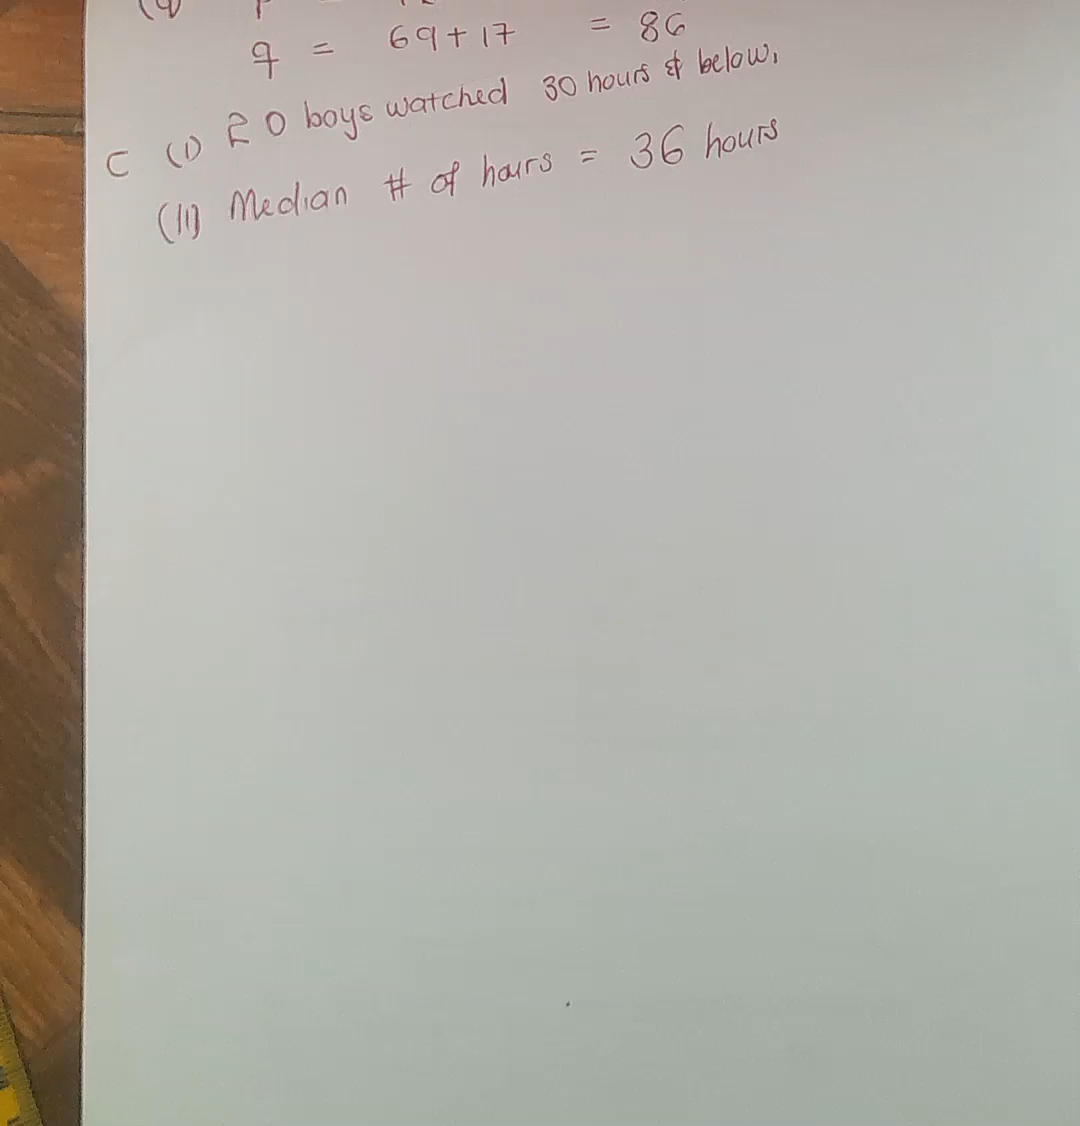 q = 69+17 = 86
C (i) 20 boys watched 30 hours & below.
(ii) Median # of hours = 36 hours